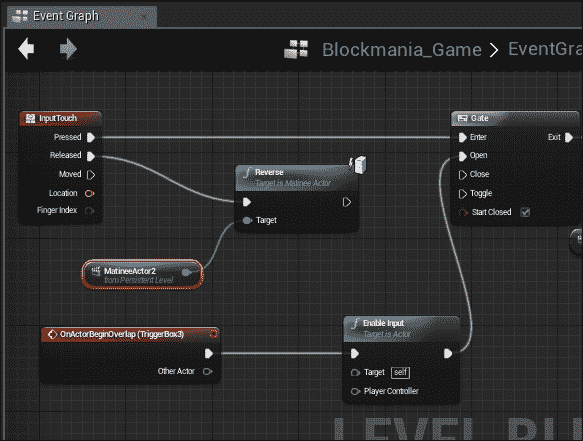 Event Graph
Blockmania_Game > EventGra
InputTouch
Pressed
Released
Moved
Location
Finger Index
Gate
Enter
Exit
Open
Close
Toggle
Start Closed
Reverse
Target is Matinee Actor
Target
MatineeActor2
from Persistent Level
OnActorBeginOverlap (TriggerBox3)
Other Actor
Enable Input
Target is Actor
Target self
Player Controller
LEVEL BLU